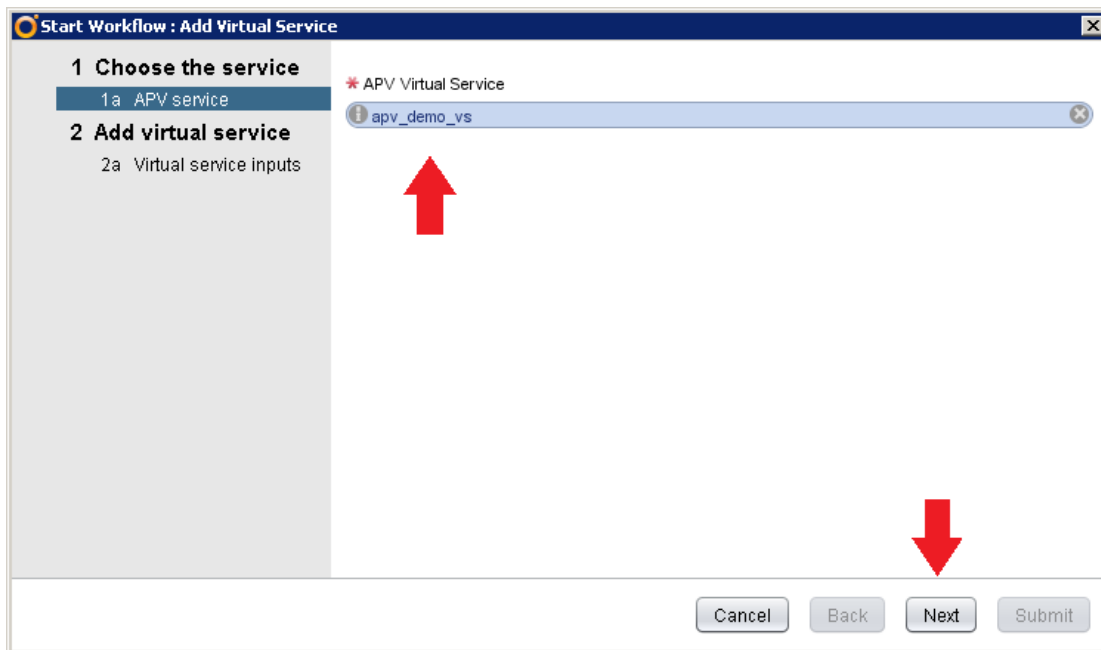 Start Workflow : Add Virtual Service
1 Choose the service
1a APV service
2 Add virtual service
2a Virtual service inputs
* APV Virtual Service
apv_demo_vs
Cancel
Back
Next
Submit